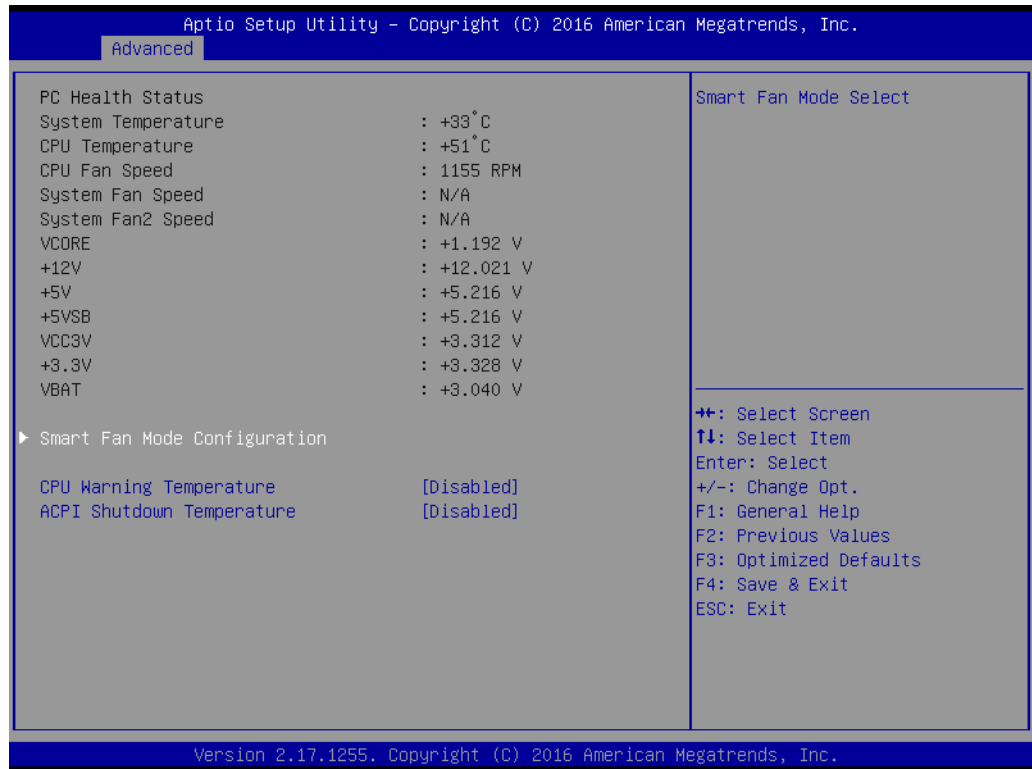 Aptio Setup Utility – Copyright (C) 2016 American Megatrends, Inc.
Advanced
PC Health Status
System Temperature : +33°C
CPU Temperature : +51°C
CPU Fan Speed : 1155 RPM
System Fan Speed : N/A
System Fan2 Speed : N/A
VCORE : +1.192 V
+12V : +12.021 V
+5V : +5.216 V
+5VSB : +5.216 V
VCC3V : +3.312 V
+3.3V : +3.328 V
VBAT : +3.040 V
▶ Smart Fan Mode Configuration
CPU Warning Temperature [Disabled]
ACPI Shutdown Temperature [Disabled]
Smart Fan Mode Select
→←: Select Screen
↑↓: Select Item
Enter: Select
+/-: Change Opt.
F1: General Help
F2: Previous Values
F3: Optimized Defaults
F4: Save & Exit
ESC: Exit
Version 2.17.1255. Copyright (C) 2016 American Megatrends, Inc.